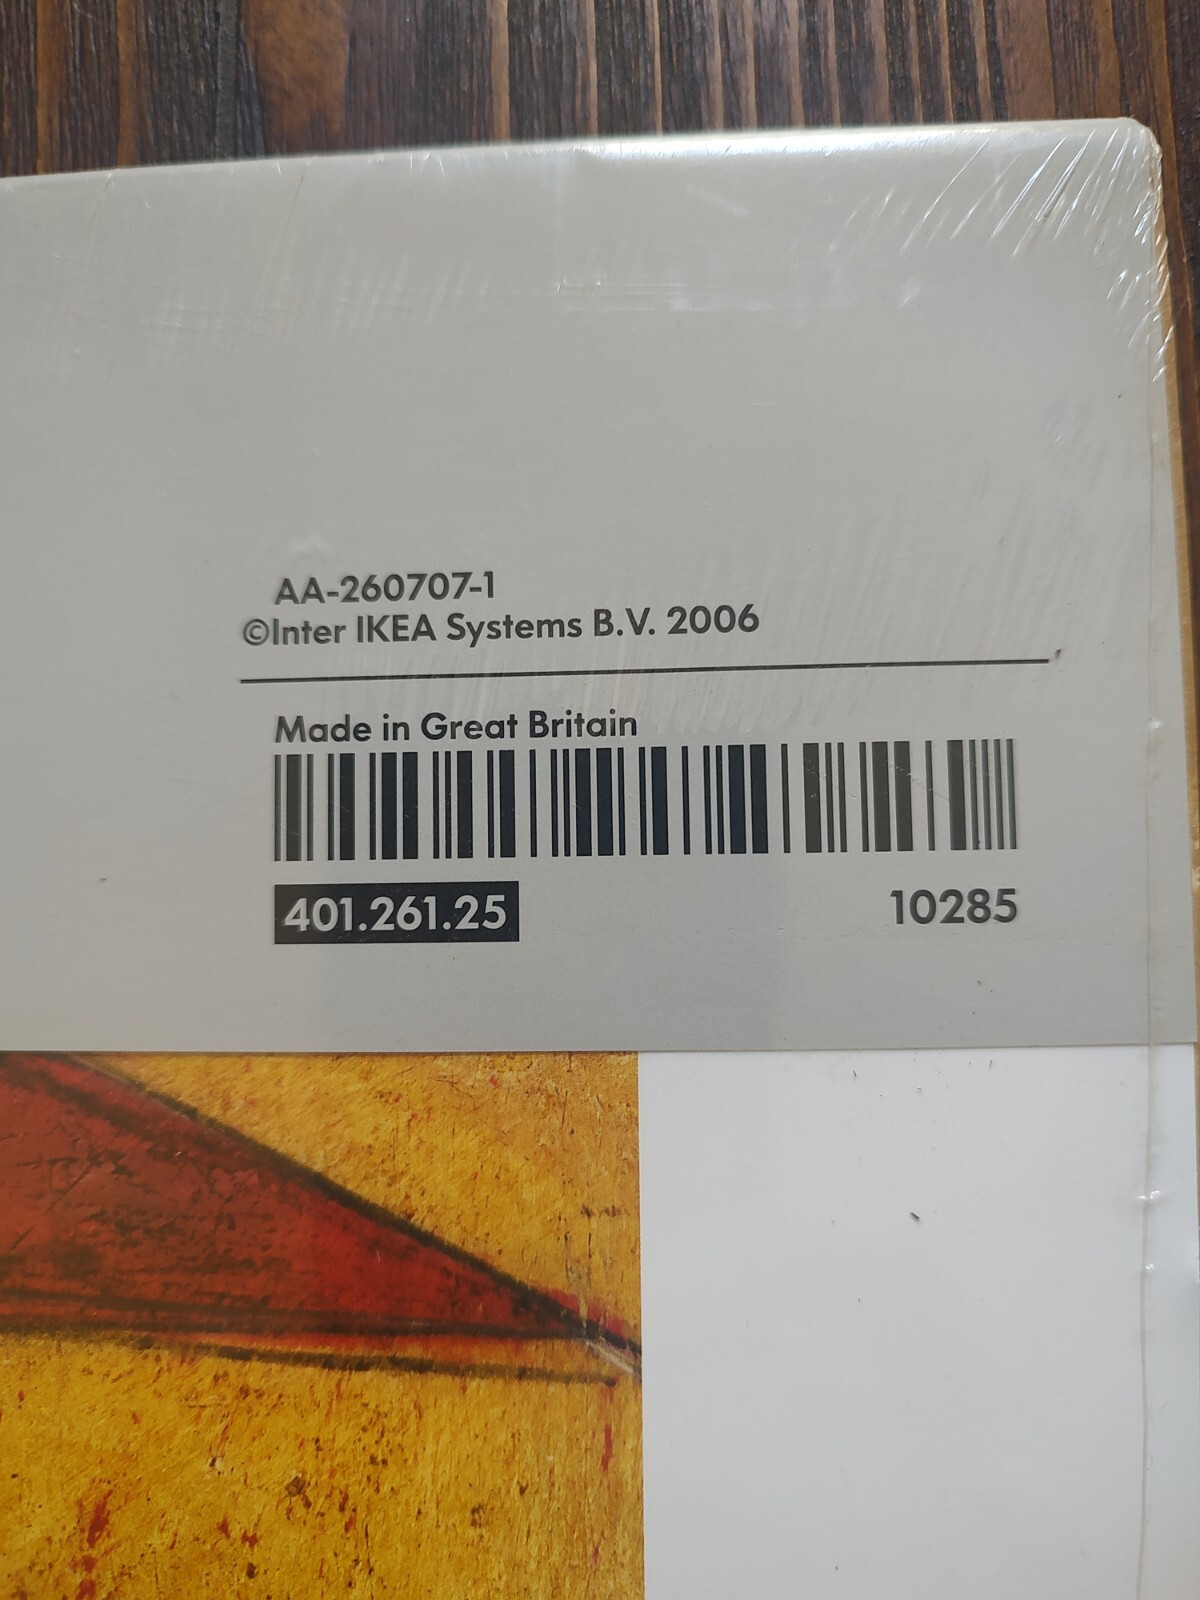 AA-260707-1
©Inter IKEA Systems B.V. 2006
Made in Great Britain
401.261.25
10285